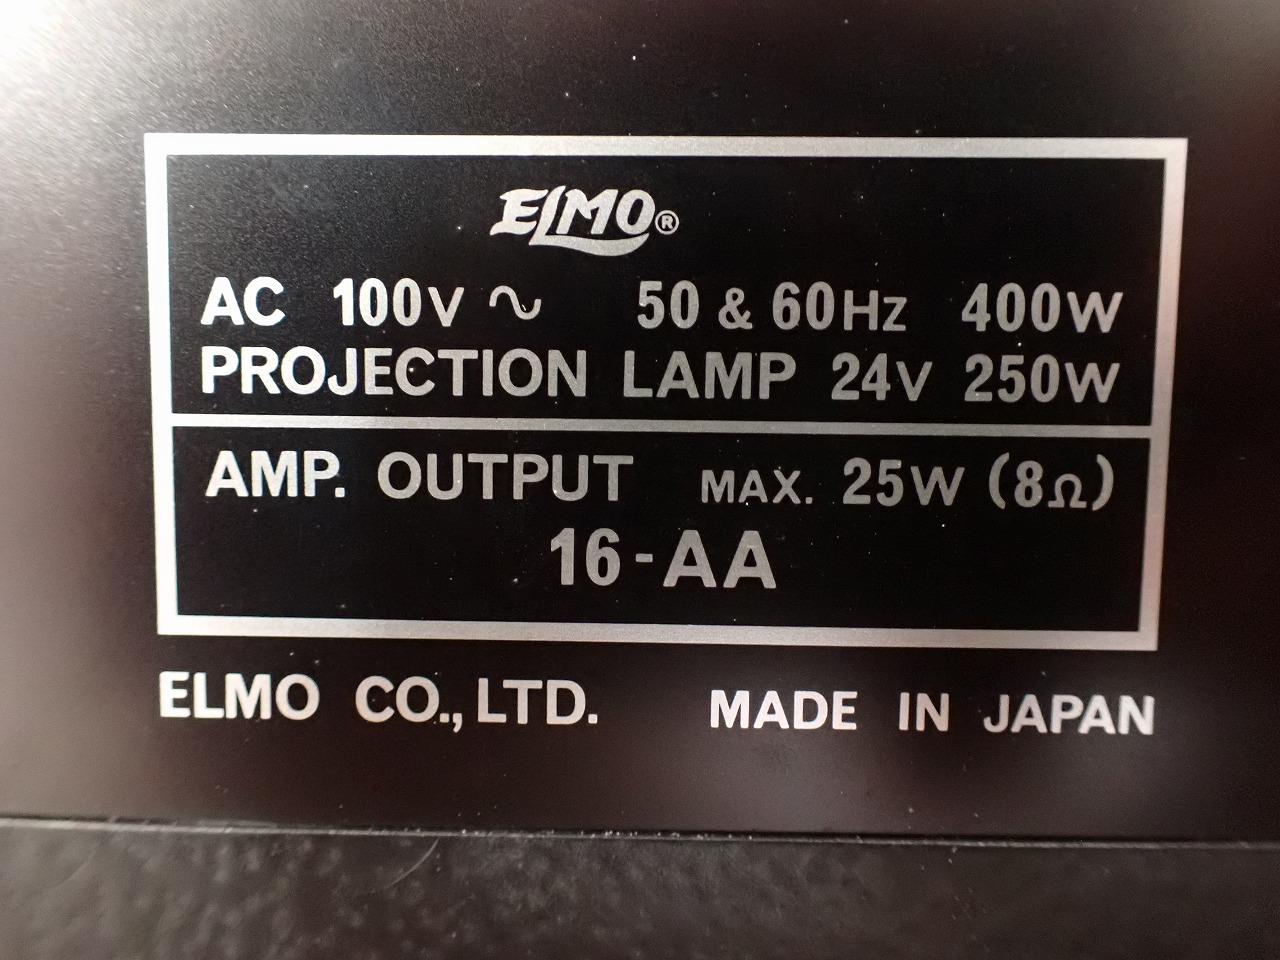 ELMO®
AC 100V ~ 50 & 60Hz 400W
PROJECTION LAMP 24V 250W
AMP. OUTPUT MAX. 25W (8Ω)
16-AA
ELMO CO., LTD. MADE IN JAPAN